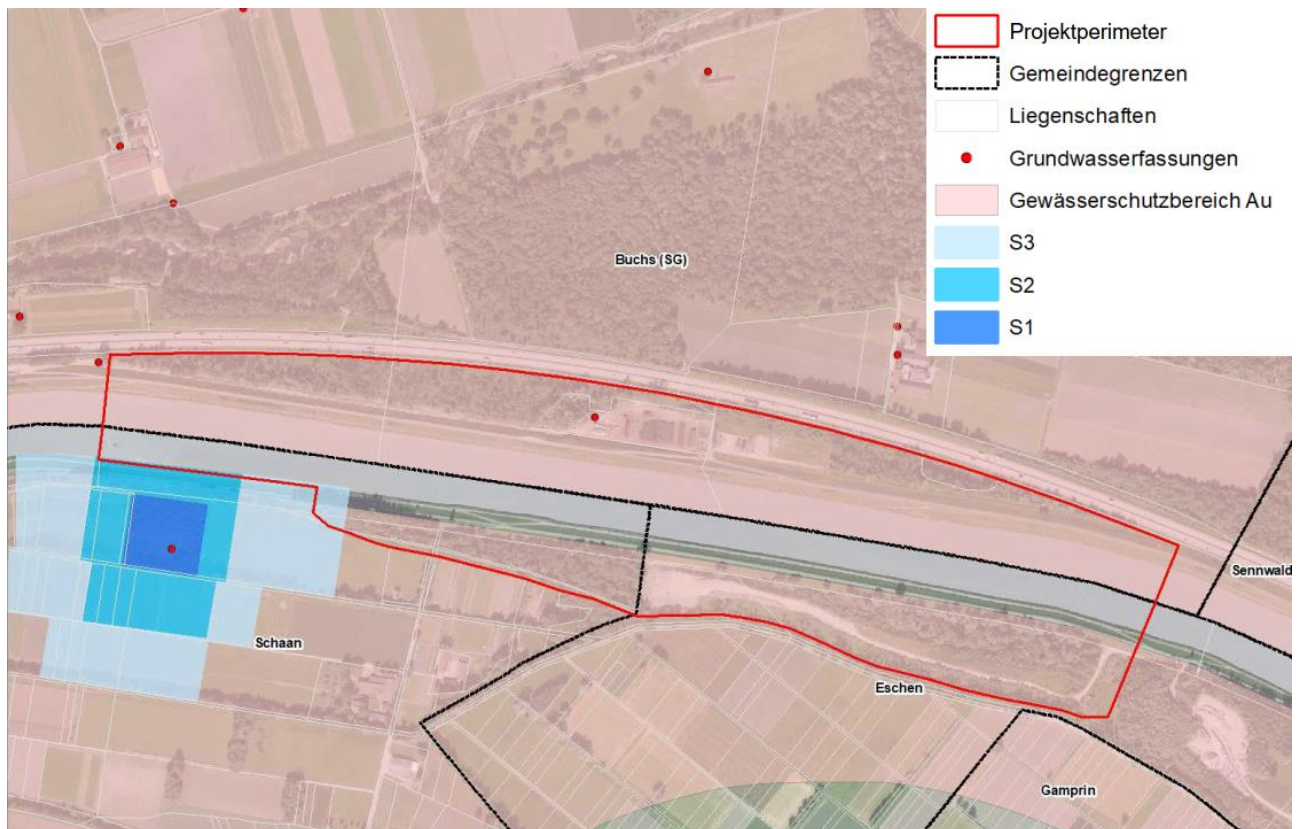 Projektperimeter
Gemeindegrenzen
Liegenschaften
Grundwasserfassungen
Gewässerschutzbereich Au
S3
S2
S1
Buchs (SG)
Sennwald
Schaan
Eschen
Gamprin